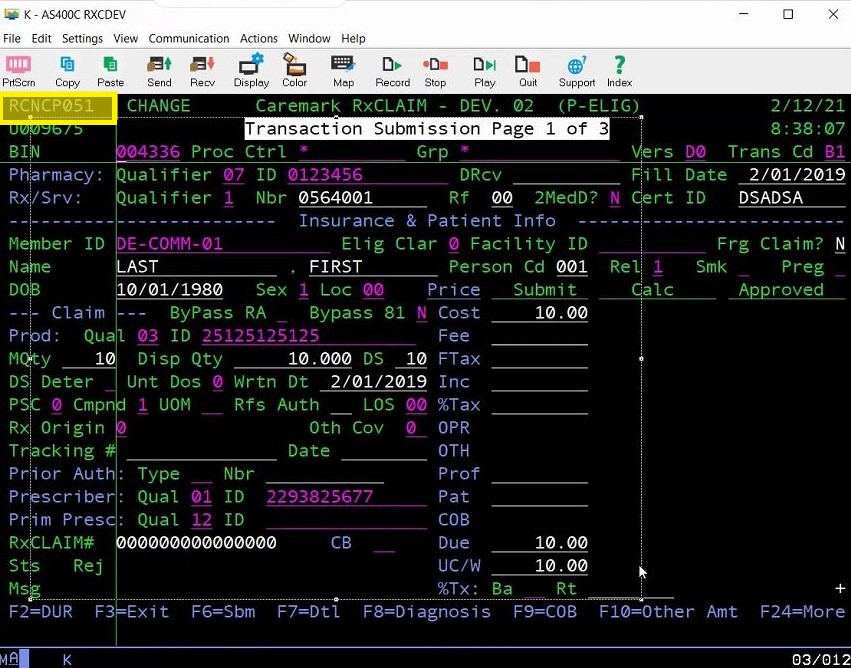 K - AS400C RXCDEV
File Edit Settings View Communication Actions Window Help
PrtScrn Copy Paste Send Recv Display Color Map Record Stop Play Quit Support Index
RCNCP051 CHANGE Caremark RxCLAIM - DEV. 02 (P-ELIG) 2/12/21
U009675 Transaction Submission Page 1 of 3 8:38:07
BIN 004336 Proc Ctrl * Grp * Vers D0 Trans Cd B1
Pharmacy: Qualifier 07 ID 0123456 DRcv Fill Date 2/01/2019
Rx/Srv: Qualifier 1 Nbr 0564001 Rf 00 2MedD? N Cert ID DSADSA
------------------------- Insurance & Patient Info -------------------------
Member ID DE-COMM-01 Elig Clar 0 Facility ID Frg Claim? N
Name LAST , FIRST Person Cd 001 Rel 1 Smk Preg
DOB 10/01/1980 Sex 1 Loc 00 Price Submit Calc Approved
--- Claim --- ByPass RA Bypass 81 N Cost 10.00
Prod: Qual 03 ID 25125125125 Fee
MQty 10 Disp Qty 10.000 DS 10 FTax
DS Deter Unt Dos 0 Wrtn Dt 2/01/2019 Inc
PSC 0 Cmpnd 1 UOM Rfs Auth LOS 00 %Tax
Rx Origin 0 Oth Cov 0 OPR
Tracking # Date OTH
Prior Auth: Type Nbr Prof
Prescriber: Qual 01 ID 2293825677 Pat
Prim Presc: Qual 12 ID COB
RxCLAIM# 000000000000000 CB Due 10.00
Sts Rej UC/W 10.00
Msg %Tx: Ba Rt +
F2=DUR F3=Exit F6=Sbm F7=Dtl F8=Diagnosis F9=COB F10=Other Amt F24=More
MA K 03/012